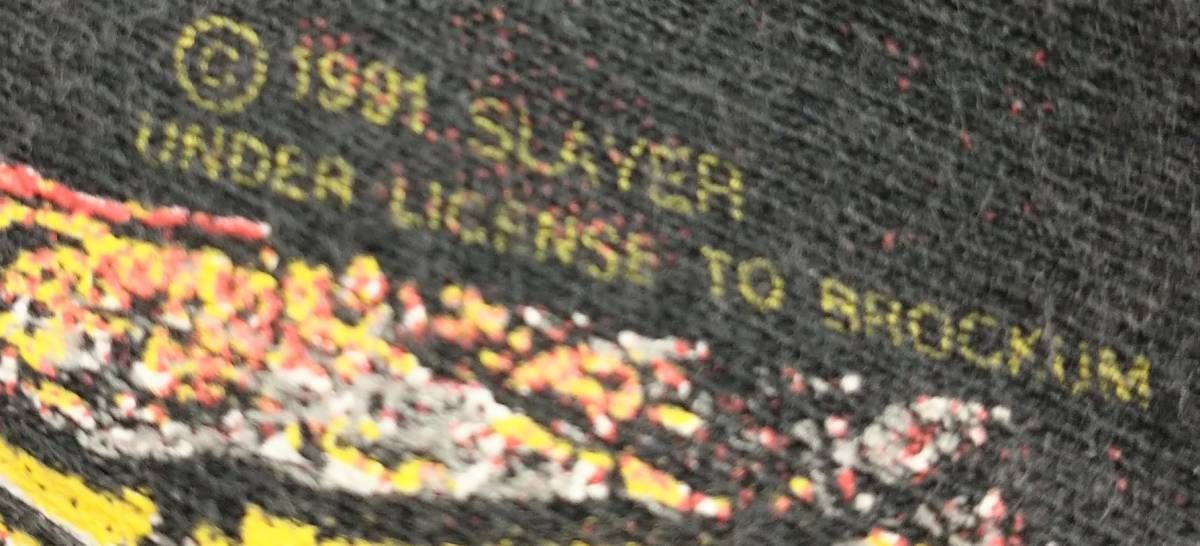 © 1991 SLAYER
UNDER LICENSE TO BROCKUM